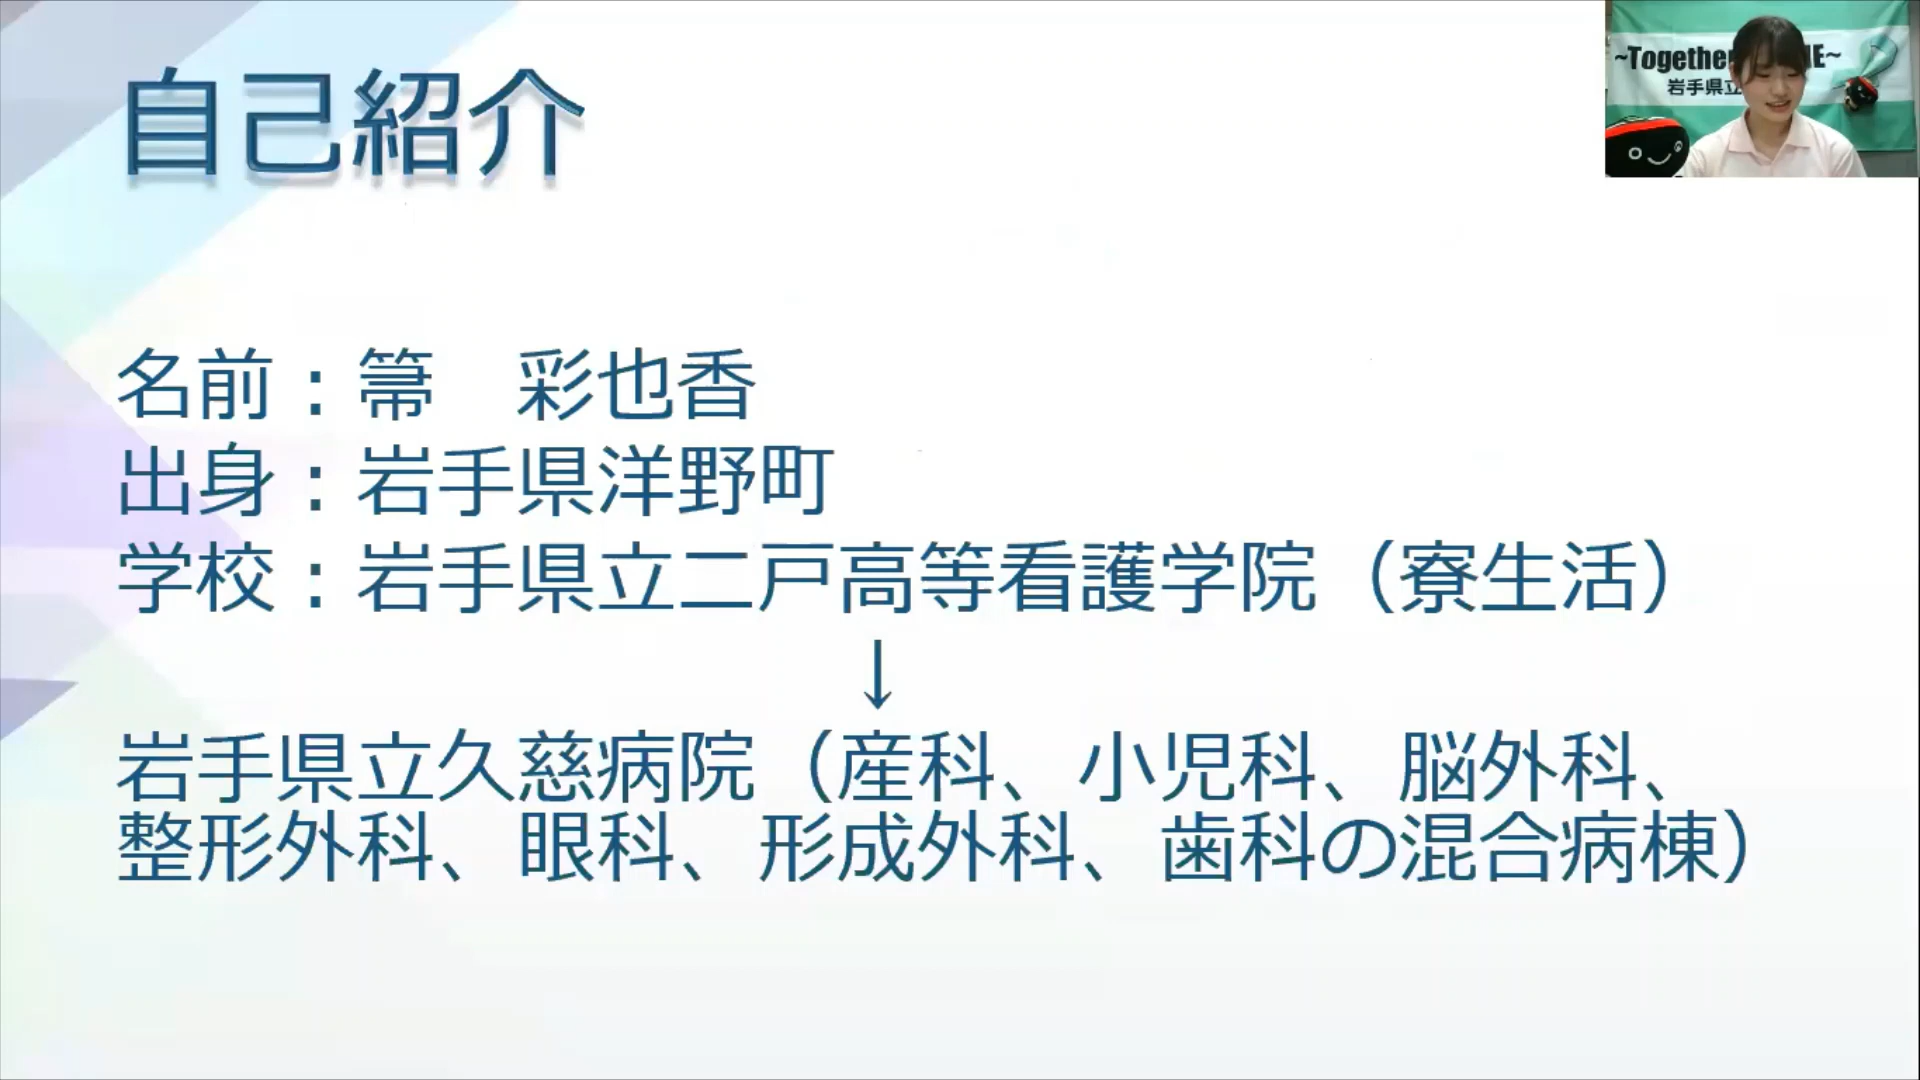 自己紹介
~Together
E~
岩手県立
名前：箒　彩也香
出身：岩手県洋野町
学校：岩手県立二戸高等看護学院（寮生活）
↓
岩手県立久慈病院（産科、小児科、脳外科、
整形外科、眼科、形成外科、歯科の混合病棟）